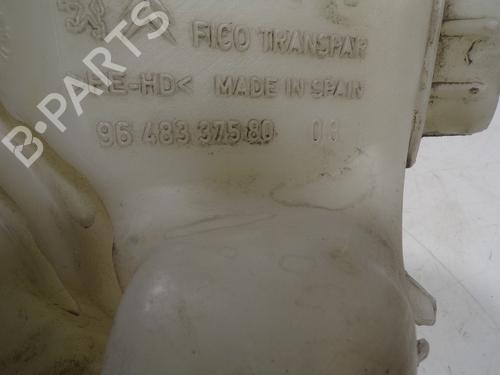 FICO TRANSPAR
>PE-HD< MADE IN SPAIN
96 483 375 80
B-PARTS